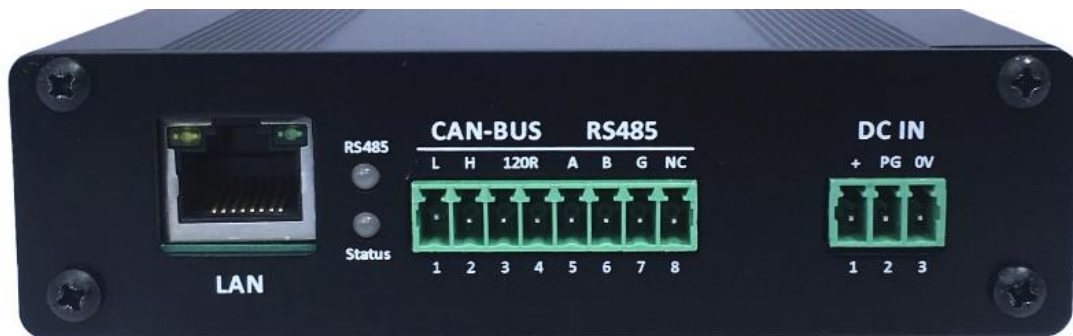 CAN-BUS RS485 DC IN
RS485
L H 120R A B G NC + PG 0V
Status
1 2 3 4 5 6 7 8 1 2 3
LAN